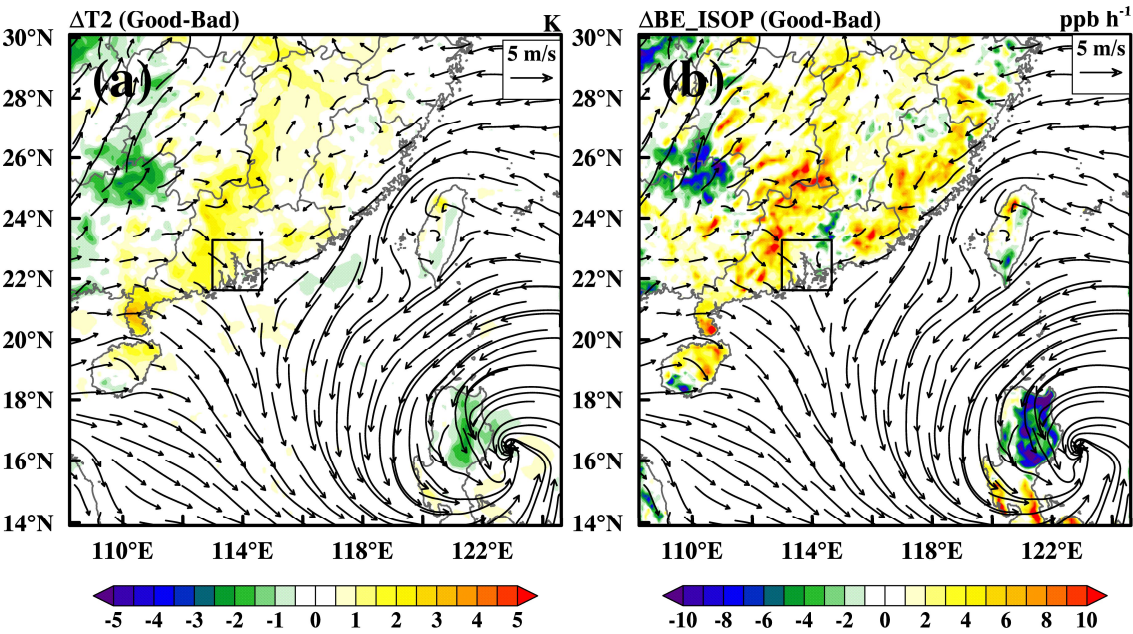 ΔT2 (Good-Bad) K
30°N
28°N
26°N
24°N
22°N
20°N
18°N
16°N
14°N
(a)
5 m/s
110°E 114°E 118°E 122°E
-5 -4 -3 -2 -1 0 1 2 3 4 5
ΔBE_ISOP (Good-Bad) ppb h⁻¹
30°N
28°N
26°N
24°N
22°N
20°N
18°N
16°N
14°N
(b)
5 m/s
110°E 114°E 118°E 122°E
-10 -8 -6 -4 -2 0 2 4 6 8 10